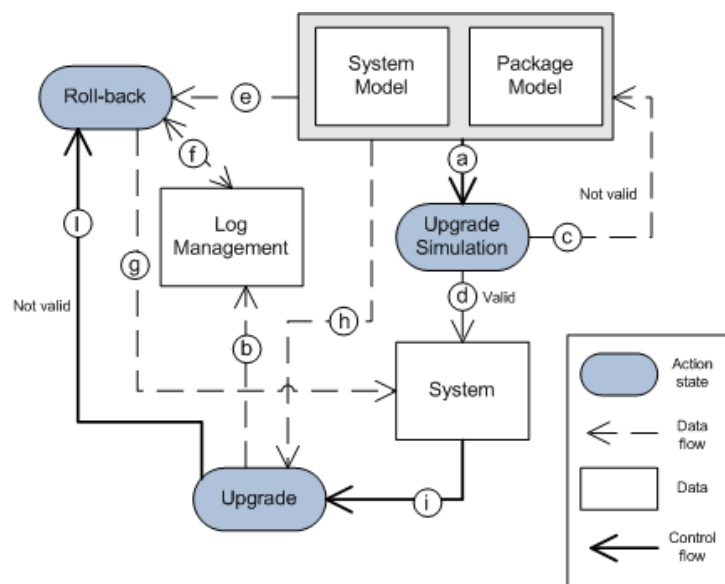 System
Model
Package
Model
Roll-back
e
f
a
Not valid
l
Log
Management
Upgrade
Simulation
c
g
d
Valid
Not valid
h
b
System
Upgrade
i
Action
state
Data
flow
Data
Control
flow